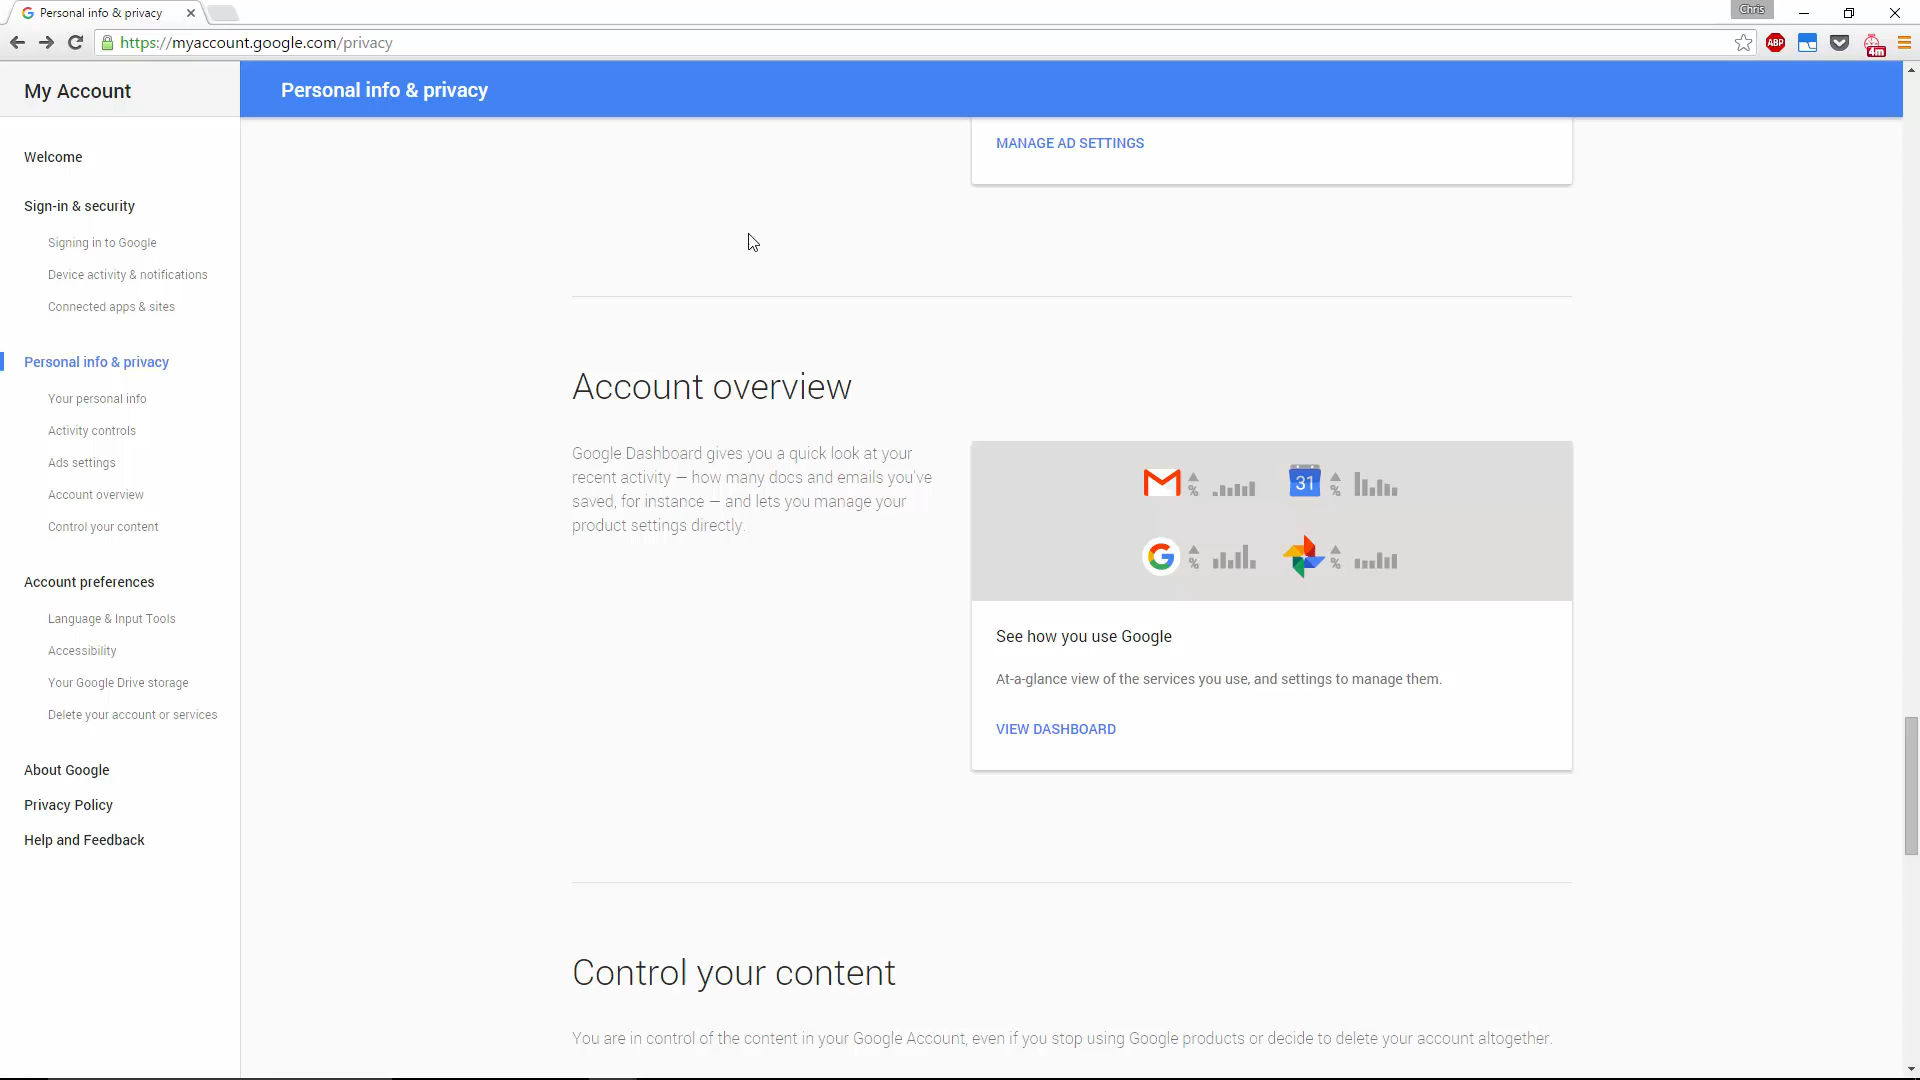 Personal info & privacy
Chris
https://myaccount.google.com/privacy
ABP
4m
My Account
Personal info & privacy
Welcome
Sign-in & security
Signing in to Google
Device activity & notifications
Connected apps & sites
Personal info & privacy
Your personal info
Activity controls
Ads settings
Account overview
Control your content
Account preferences
Language & Input Tools
Accessibility
Your Google Drive storage
Delete your account or services
About Google
Privacy Policy
Help and Feedback
MANAGE AD SETTINGS
Account overview
Google Dashboard gives you a quick look at your
recent activity — how many docs and emails you've
saved, for instance — and lets you manage your
product settings directly.
% 31 %
% %
See how you use Google
At-a-glance view of the services you use, and settings to manage them.
VIEW DASHBOARD
Control your content
You are in control of the content in your Google Account, even if you stop using Google products or decide to delete your account altogether.